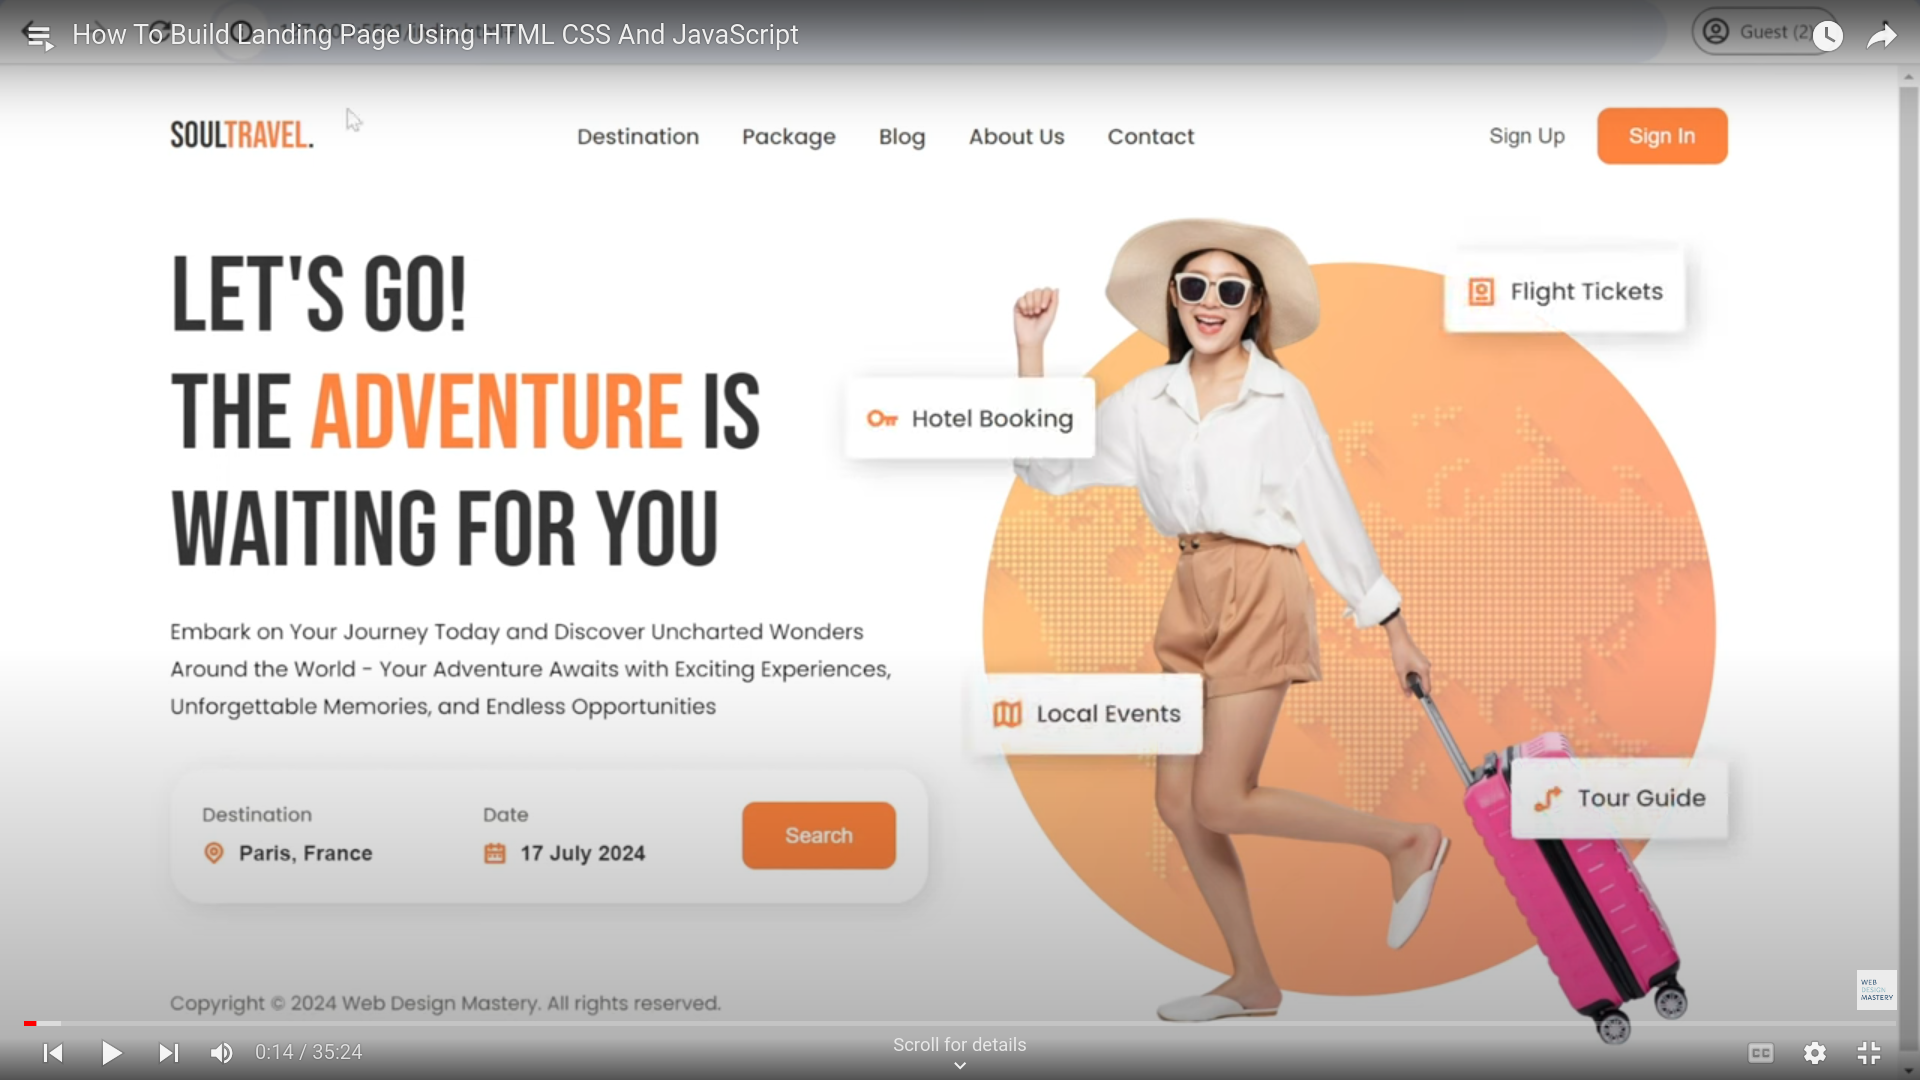 How To Build Landing Page Using HTML CSS And JavaScript
Guest (2)
SOULTRAVEL.
Destination
Package
Blog
About Us
Contact
Sign Up
Sign In
LET'S GO!
THE ADVENTURE IS
WAITING FOR YOU
Embark on Your Journey Today and Discover Uncharted Wonders
Around the World - Your Adventure Awaits with Exciting Experiences,
Unforgettable Memories, and Endless Opportunities
Flight Tickets
Hotel Booking
Local Events
Tour Guide
Destination
Paris, France
Date
17 July 2024
Search
Copyright © 2024 Web Design Mastery. All rights reserved.
WEB
DESIGN
MASTERY
0:14 / 35:24
Scroll for details
CC